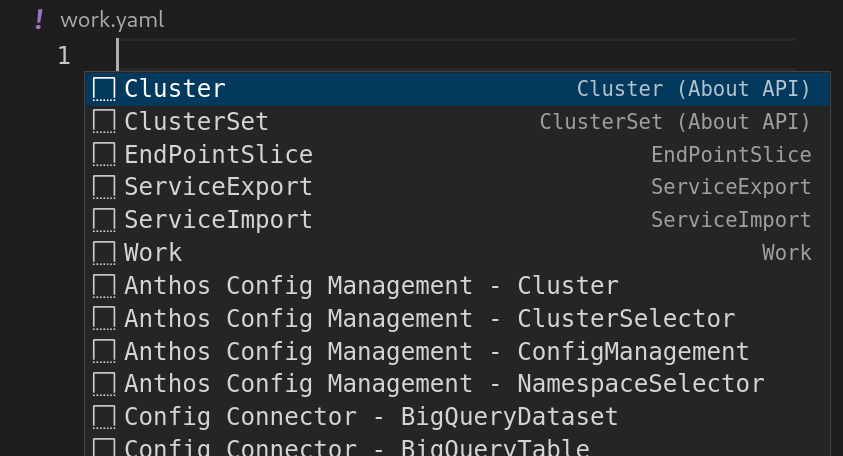 ! work.yaml
1
Cluster Cluster (About API)
ClusterSet ClusterSet (About API)
EndPointSlice EndPointSlice
ServiceExport ServiceExport
ServiceImport ServiceImport
Work Work
Anthos Config Management - Cluster
Anthos Config Management - ClusterSelector
Anthos Config Management - ConfigManagement
Anthos Config Management - NamespaceSelector
Config Connector - BigQueryDataset
Config Connector - BigQueryTable